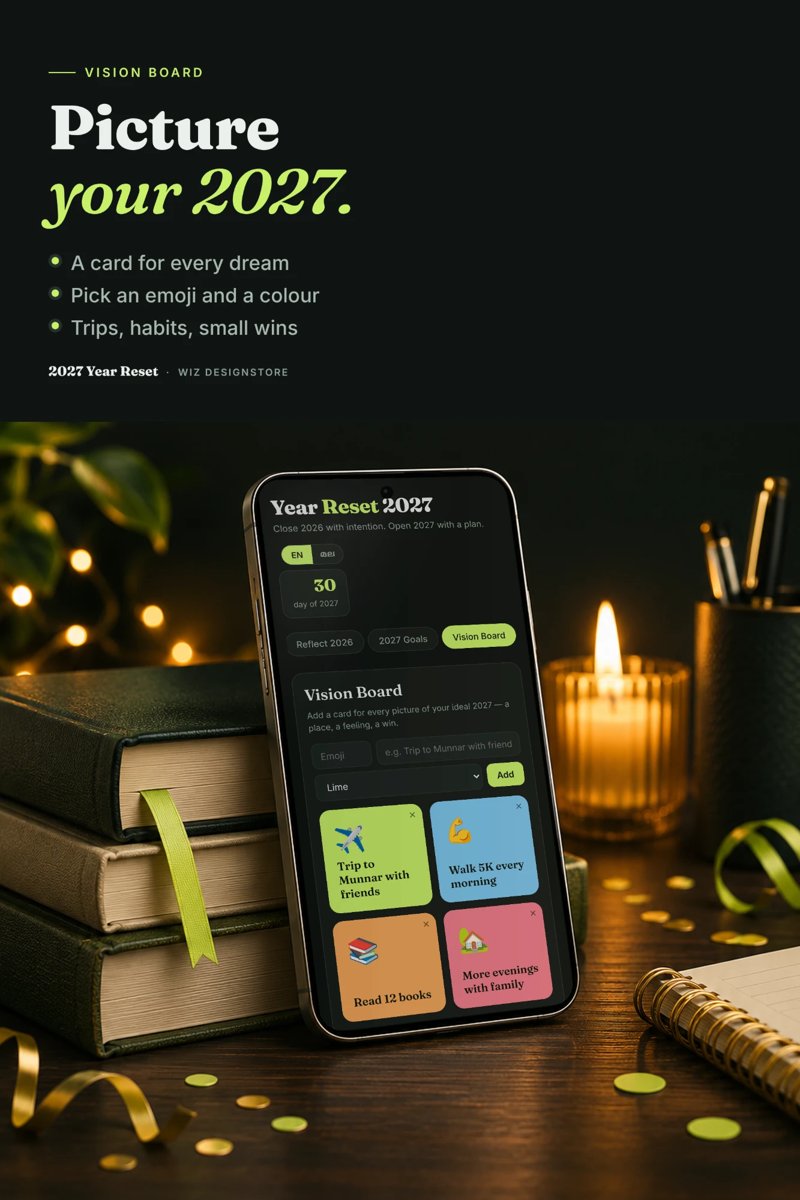 VISION BOARD
Picture
your 2027.
A card for every dream
Pick an emoji and a colour
Trips, habits, small wins
2027 Year Reset · WIZ DESIGNSTORE
Year Reset 2027
Close 2026 with intention. Open 2027 with a plan.
EN മല
30
day of 2027
Reflect 2026 2027 Goals Vision Board
Vision Board
Add a card for every picture of your ideal 2027 — a
place, a feeling, a win.
Emoji e.g. Trip to Munnar with friend
Lime Add
Trip to
Munnar with
friends
Walk 5K every
morning
Read 12 books
More evenings
with family